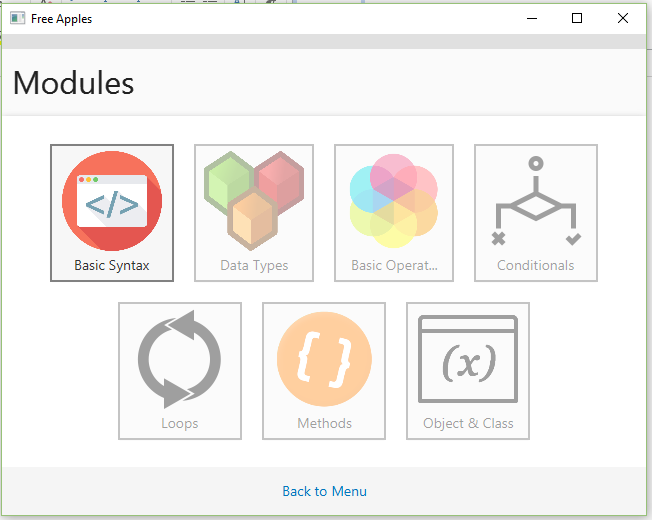 Free Apples
Modules
</>
Basic Syntax
Data Types
Basic Operat...
Conditionals
Loops
{ }
Methods
(x)
Object & Class
Back to Menu